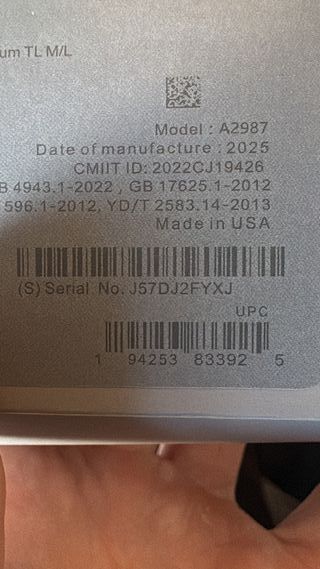 um TL M/L
Model : A2987
Date of manufacture : 2025
CMIIT ID: 2022CJ19426
B 4943.1-2022 , GB 17625.1-2012
596.1-2012, YD/T 2583.14-2013
Made in USA
(S) Serial No. J57DJ2FYXJ
UPC
1 94253 83392 5